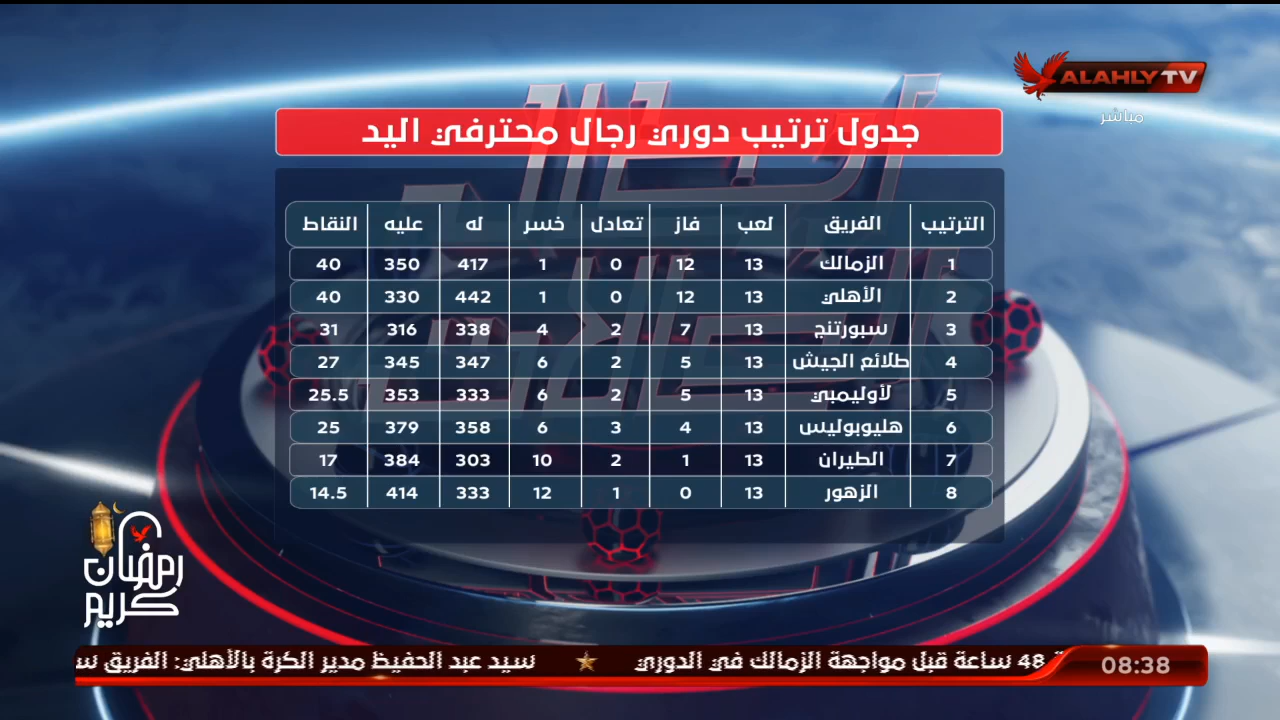 ALAHLY TV
مباشر
جدول ترتيب دوري رجال محترفي اليد
الترتيب الفريق لعب فاز تعادل خسر له عليه النقاط
1 الزمالك 13 12 0 1 417 350 40
2 الأهلي 13 12 0 1 442 330 40
3 سبورتنج 13 7 2 4 338 316 31
4 طلائع الجيش 13 5 2 6 347 345 27
5 لأوليمبي 13 5 2 6 333 353 25.5
6 هليوبوليس 13 4 3 6 358 379 25
7 الطيران 13 1 2 10 303 384 17
8 الزهور 13 0 1 12 333 414 14.5
رمضان
كريم
08:38 48 ساعة قبل مواجهة الزمالك في الدوري سيد عبد الحفيظ مدير الكرة بالأهلي: الفريق